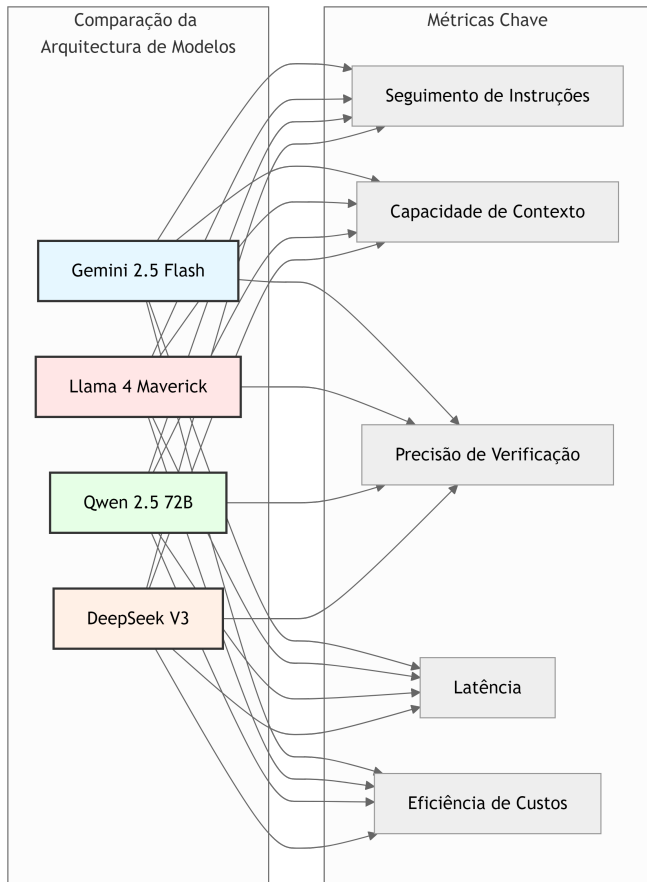 Comparação da
Arquitectura de Modelos
Gemini 2.5 Flash
Llama 4 Maverick
Qwen 2.5 72B
DeepSeek V3
Métricas Chave
Seguimento de Instruções
Capacidade de Contexto
Precisão de Verificação
Latência
Eficiência de Custos